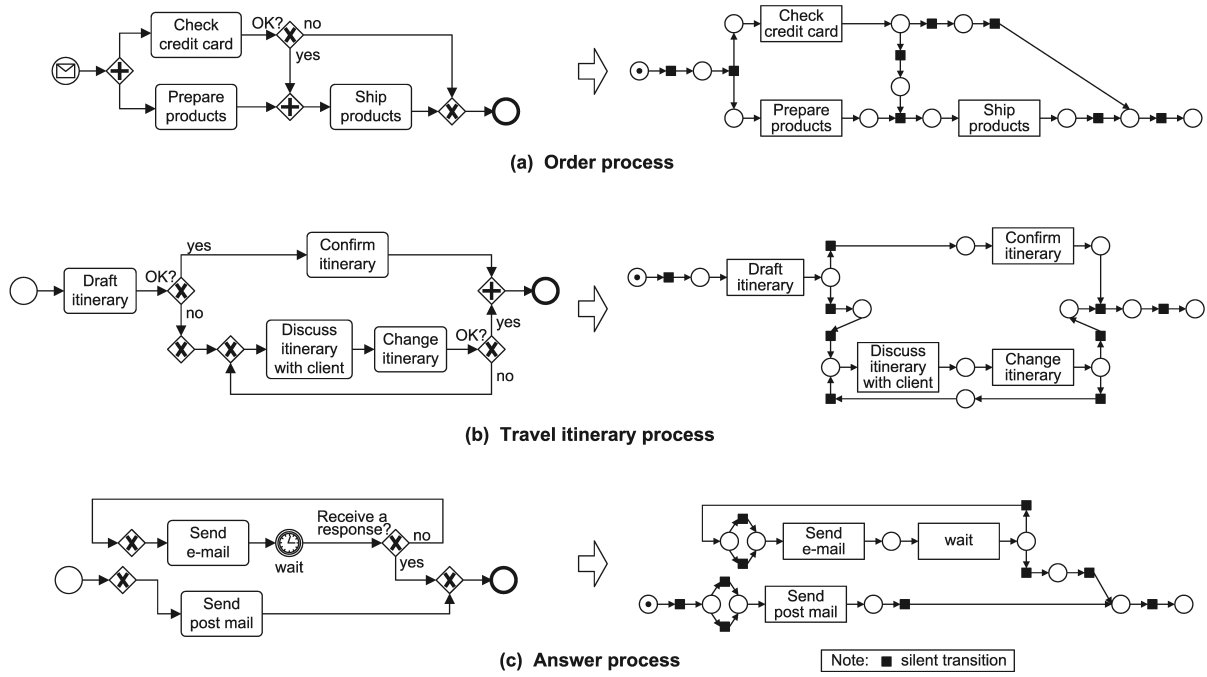 Check
credit card
OK?
no
yes
Prepare
products
Ship
products
Check
credit card
Prepare
products
Ship
products
(a) Order process
Draft
itinerary
OK?
yes
no
Confirm
itinerary
Discuss
itinerary
with client
Change
itinerary
OK?
yes
no
Draft
itinerary
Confirm
itinerary
Discuss
itinerary
with client
Change
itinerary
(b) Travel itinerary process
Send
e-mail
wait
Receive a
response?
no
yes
Send
post mail
Send
e-mail
wait
Send
post mail
(c) Answer process
Note: silent transition